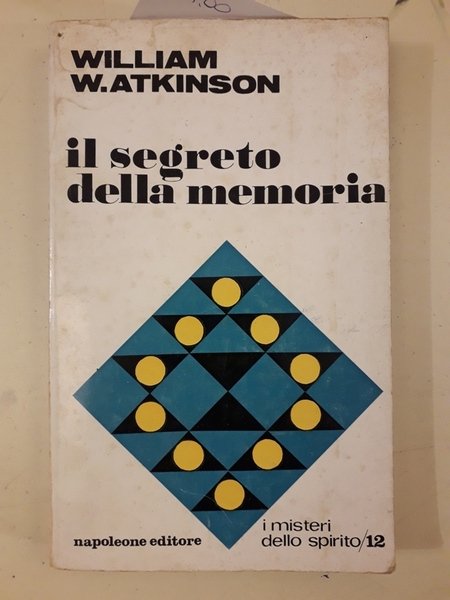 WILLIAM
W.ATKINSON
il segreto
della memoria
i misteri
dello spirito/12
napoleone editore